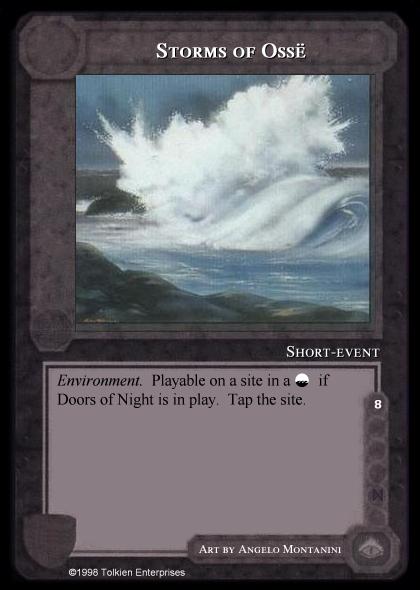 Storms of Ossë
Short-event
Environment. Playable on a site in a if
Doors of Night is in play. Tap the site.
8
Art by Angelo Montanini
©1998 Tolkien Enterprises